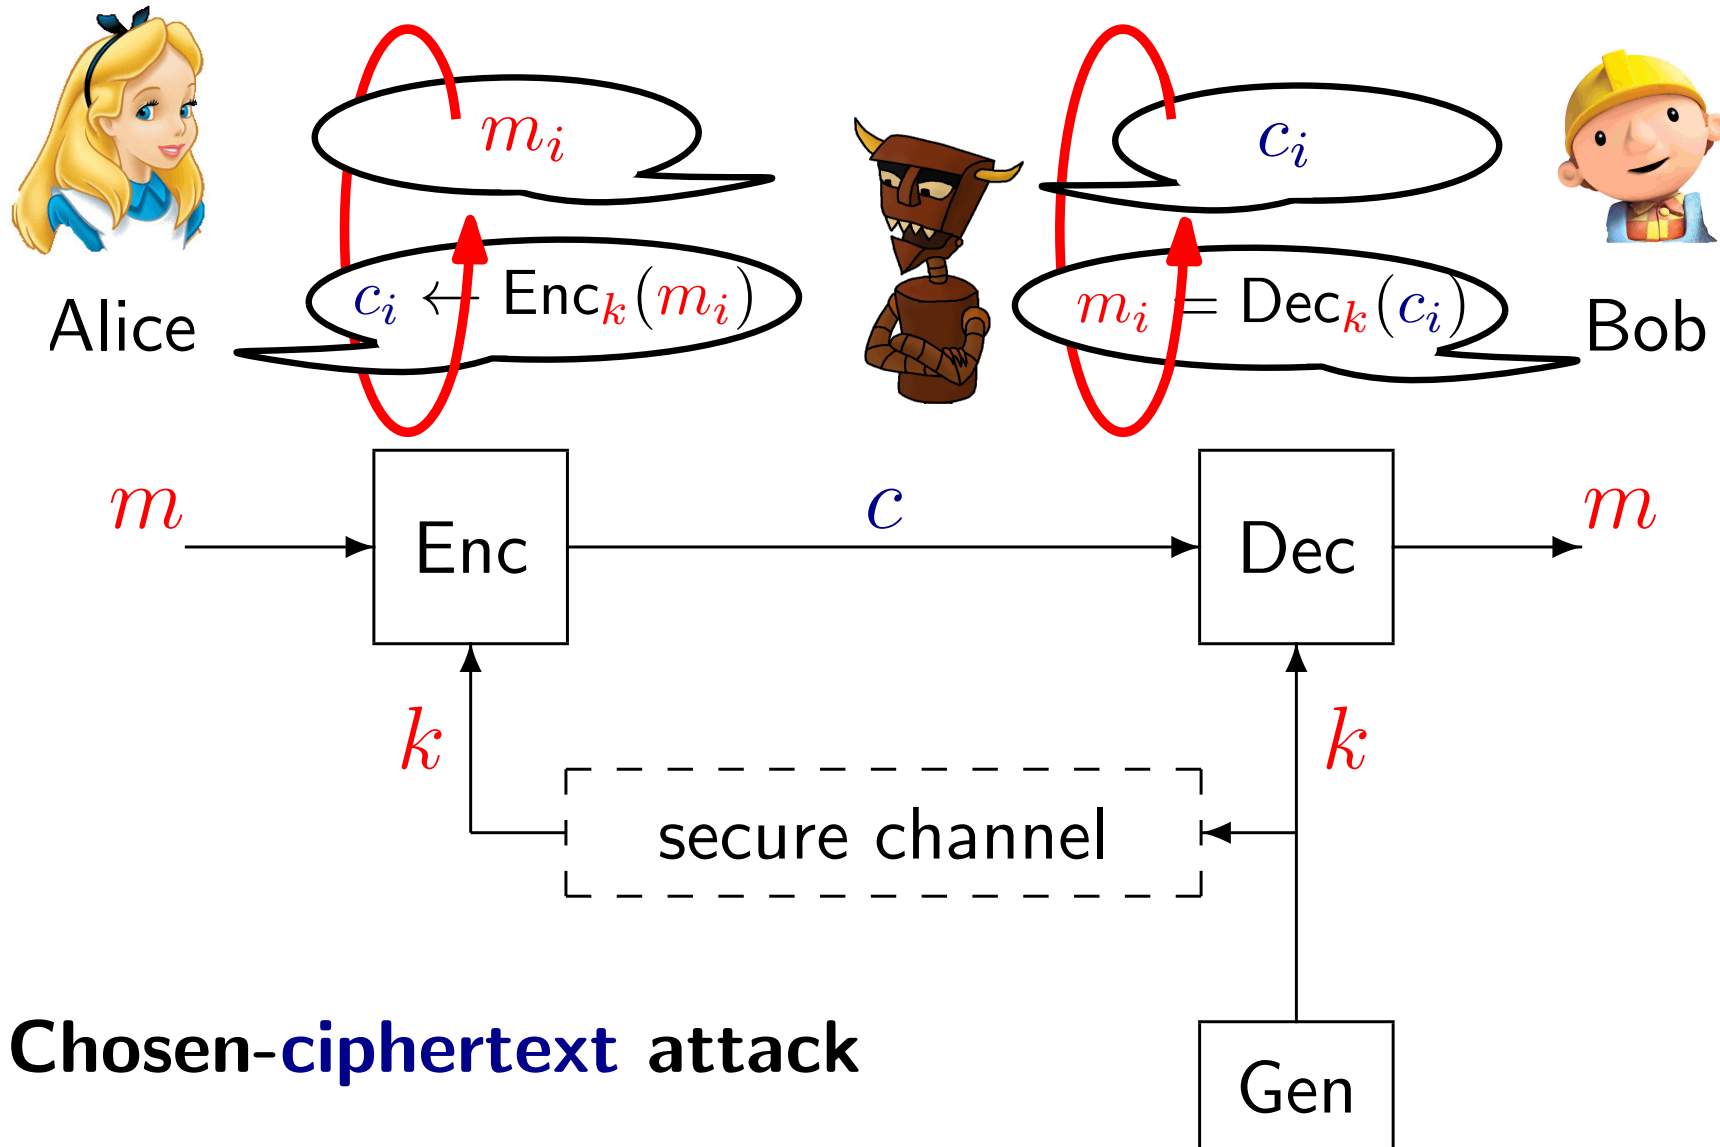 m_i
c_i
c_i ← Enc_k(m_i)
m_i = Dec_k(c_i)
Alice
Bob
m
c
m
Enc
Dec
k
k
secure channel
Chosen-ciphertext attack
Gen